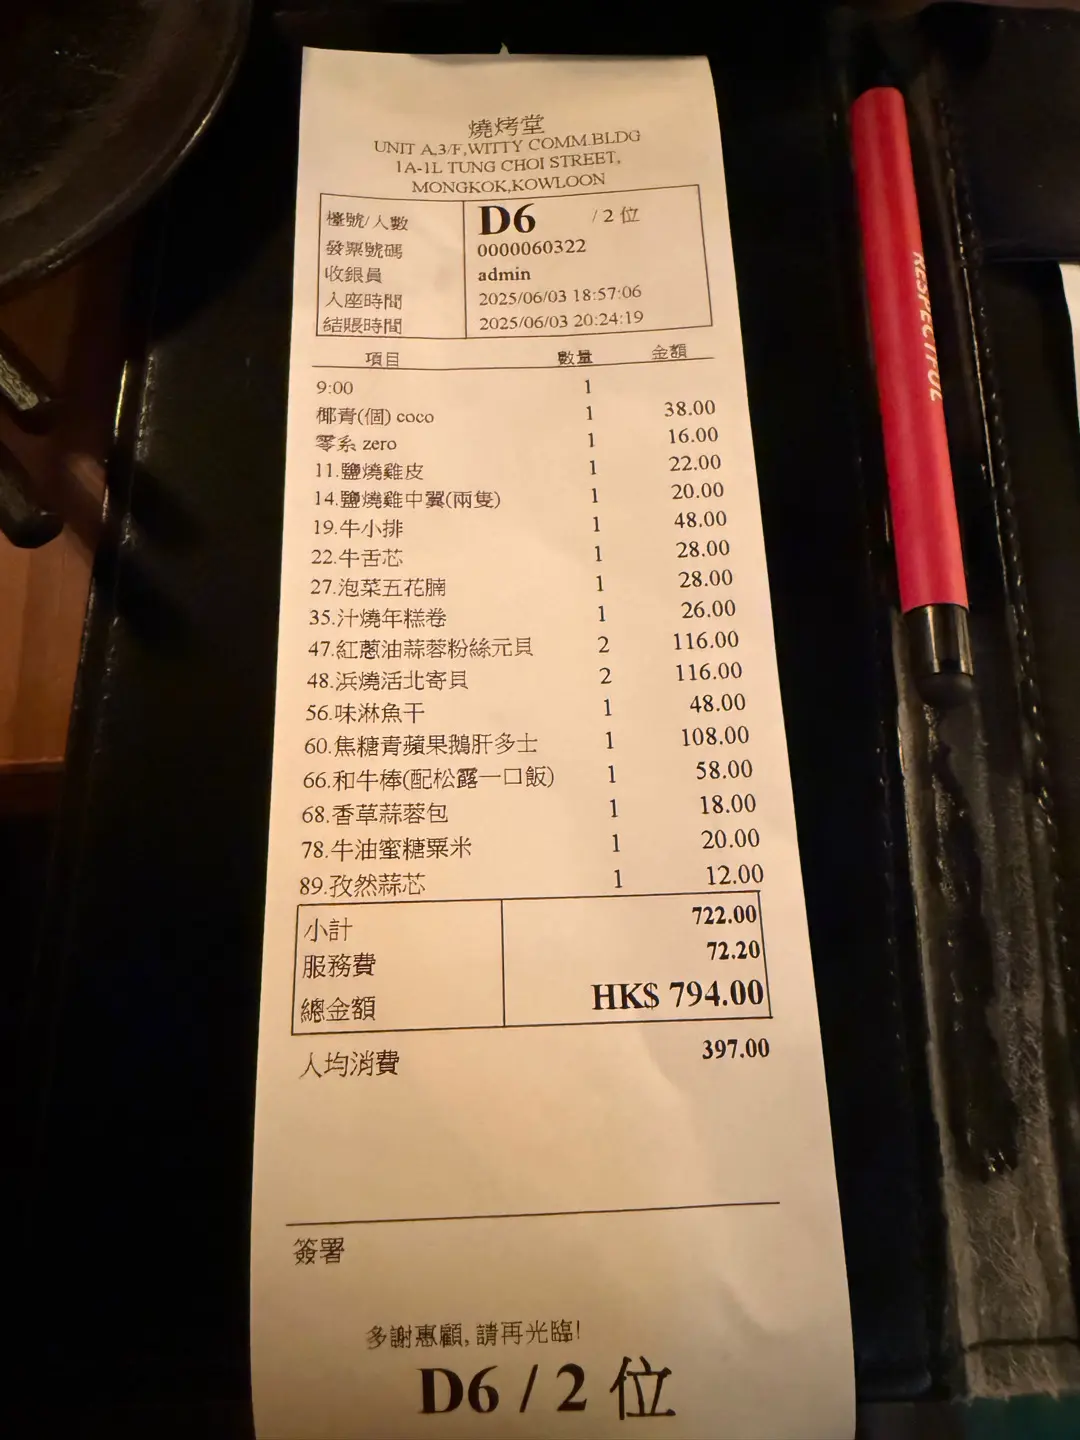 燒烤堂
UNIT A,3/F,WITTY COMM.BLDG
1A-1L TUNG CHOI STREET,
MONGKOK,KOWLOON
檯號/人數 D6 /2 位
發票號碼 0000060322
收銀員 admin
入座時間 2025/06/03 18:57:06
結賬時間 2025/06/03 20:24:19
項目 數量 金額
9:00 1
椰青(個) coco 1 38.00
零系 zero 1 16.00
11.鹽燒雞皮 1 22.00
14.鹽燒雞中翼(兩隻) 1 20.00
19.牛小排 1 48.00
22.牛舌芯 1 28.00
27.泡菜五花腩 1 28.00
35.汁燒年糕卷 1 26.00
47.紅蔥油蒜蓉粉絲元貝 2 116.00
48.浜燒活北寄貝 2 116.00
56.味淋魚干 1 48.00
60.焦糖青蘋果鵝肝多士 1 108.00
66.和牛棒(配松露一口飯) 1 58.00
68.香草蒜蓉包 1 18.00
78.牛油蜜糖粟米 1 20.00
89.孜然蒜芯 1 12.00
小計 722.00
服務費 72.20
總金額 HK$ 794.00
人均消費 397.00
簽署
多謝惠顧, 請再光臨!
D6 / 2 位
RESPECTFUL